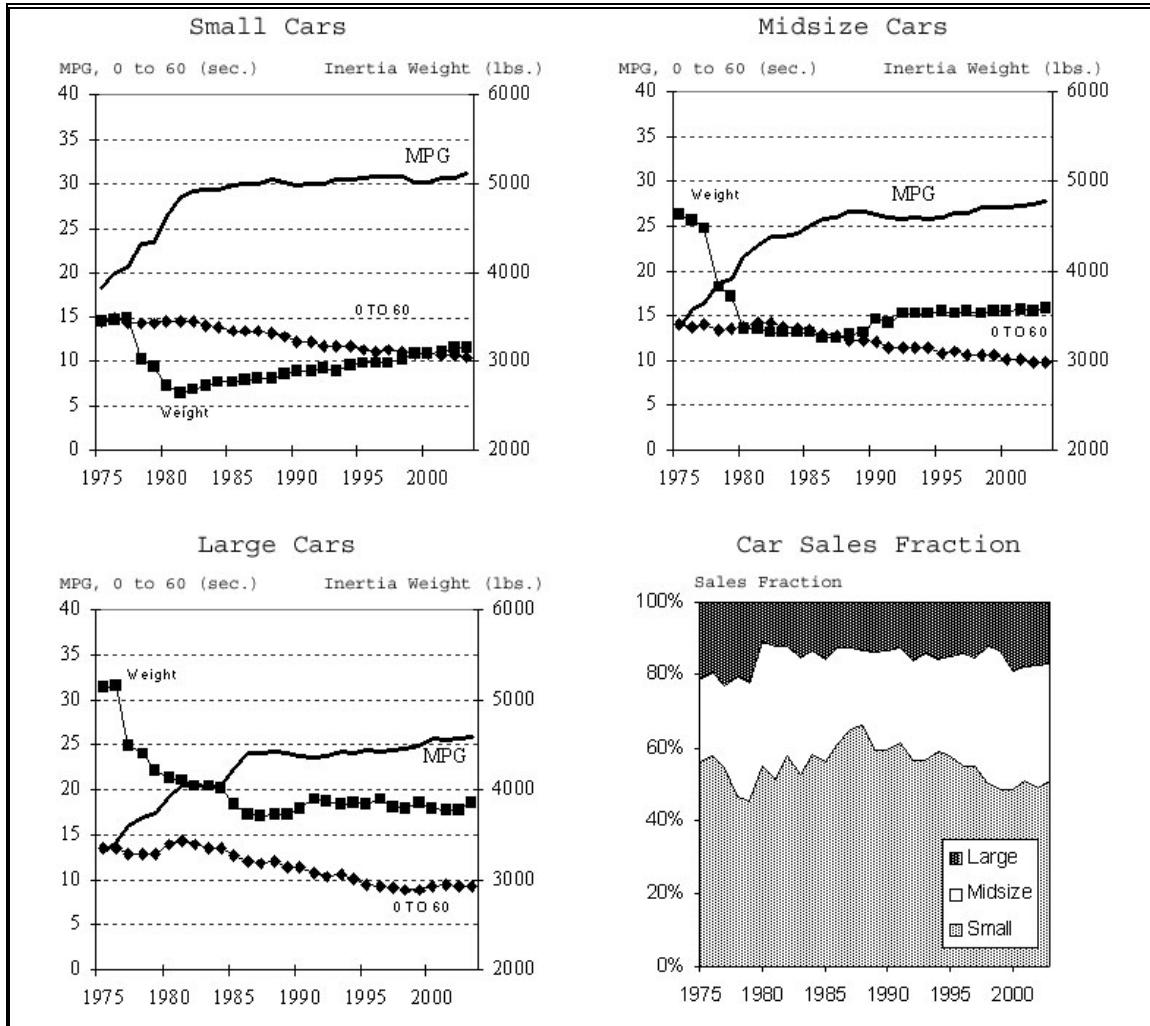 Small Cars
MPG, 0 to 60 (sec.) Inertia Weight (lbs.)
40 6000
35
30 5000
25
20 4000
15
10 3000
5
0 2000
MPG
0 TO 60
Weight
1975 1980 1985 1990 1995 2000
Midsize Cars
MPG, 0 to 60 (sec.) Inertia Weight (lbs.)
40 6000
35
30 5000
25
20 4000
15
10 3000
5
0 2000
Weight
MPG
0 TO 60
1975 1980 1985 1990 1995 2000
Large Cars
MPG, 0 to 60 (sec.) Inertia Weight (lbs.)
40 6000
35
30 5000
25
20 4000
15
10 3000
5
0 2000
Weight
MPG
0 TO 60
1975 1980 1985 1990 1995 2000
Car Sales Fraction
Sales Fraction
100%
80%
60%
40%
20%
0%
Large
Midsize
Small
1975 1980 1985 1990 1995 2000